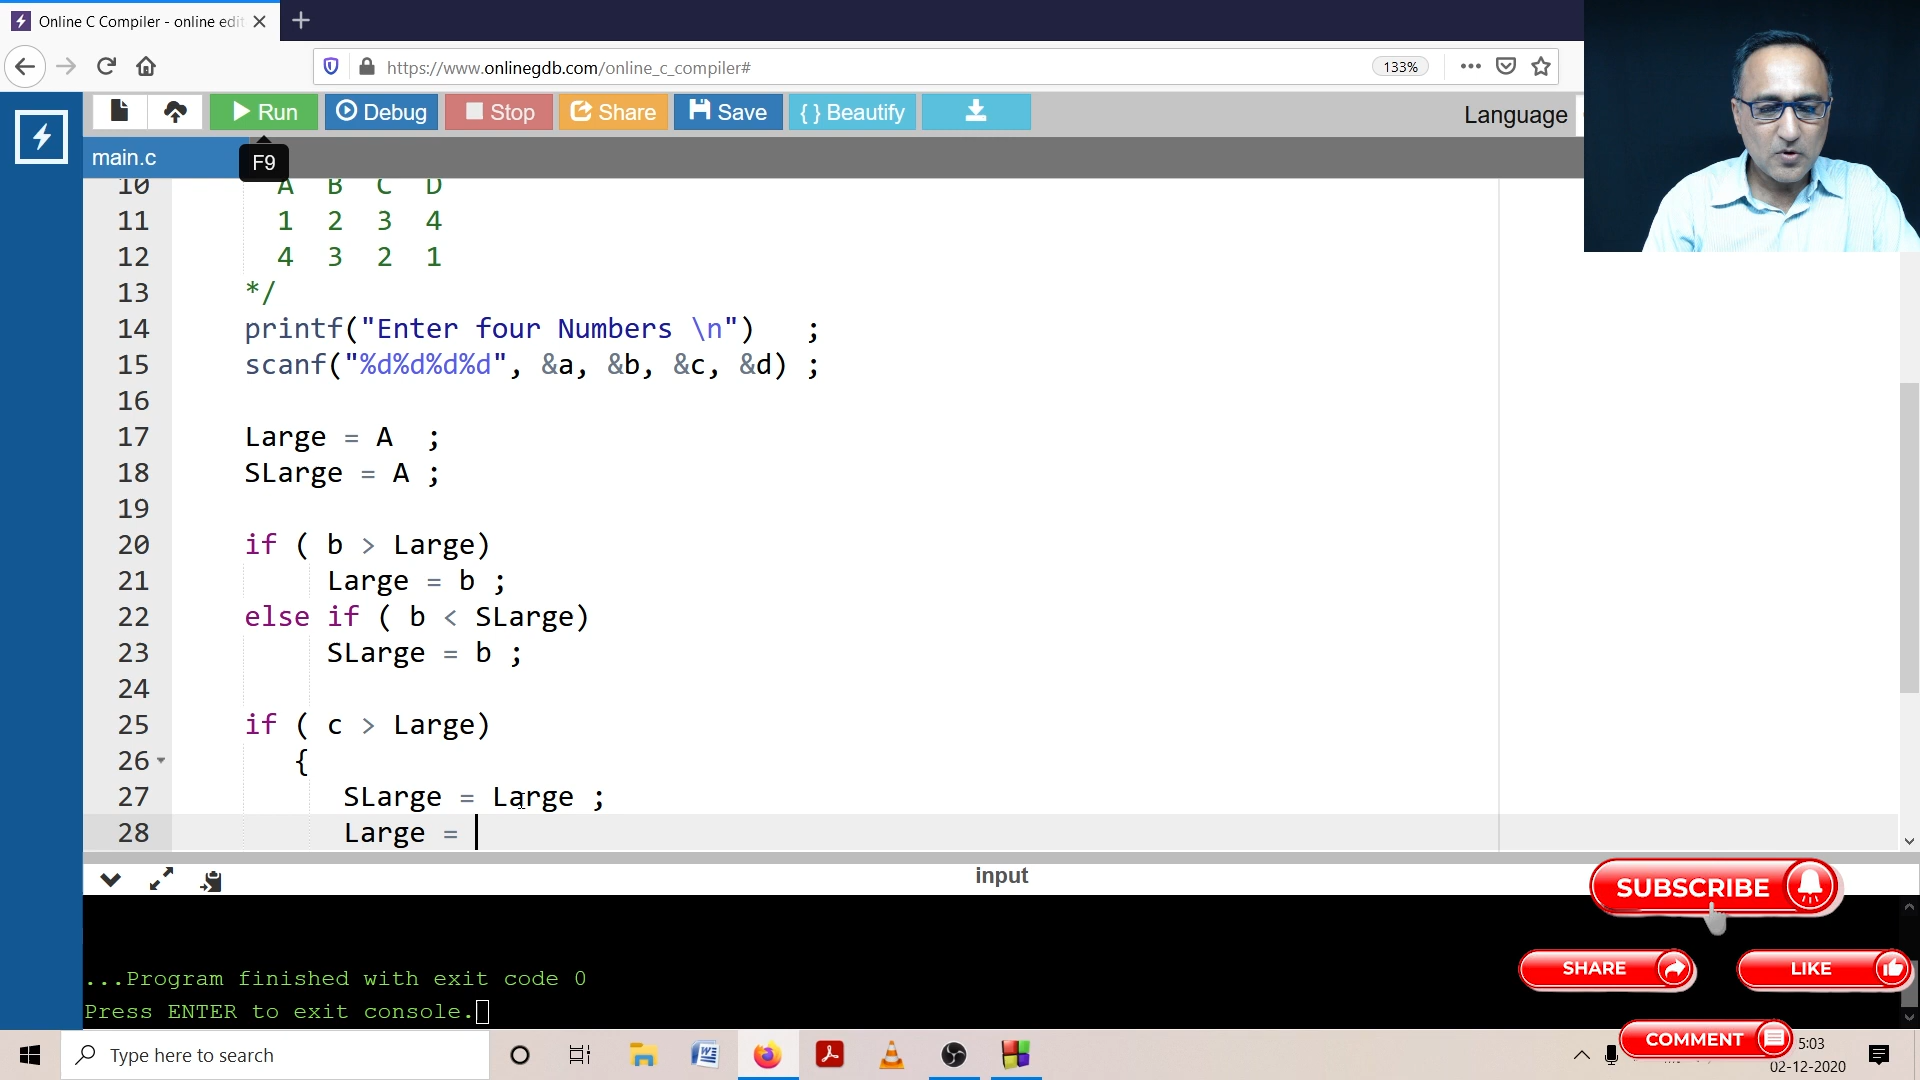 Online C Compiler - online edit
https://www.onlinegdb.com/online_c_compiler#
133%
Run
Debug
Stop
Share
Save
{ } Beautify
Language
main.c
F9
10 A B C D
11 1 2 3 4
12 4 3 2 1
13 */
14 printf("Enter four Numbers \n") ;
15 scanf("%d%d%d%d", &a, &b, &c, &d) ;
16
17 Large = A ;
18 SLarge = A ;
19
20 if ( b > Large)
21 Large = b ;
22 else if ( b < SLarge)
23 SLarge = b ;
24
25 if ( c > Large)
26 {
27 SLarge = Large ;
28 Large =
input
SUBSCRIBE
...Program finished with exit code 0
SHARE
LIKE
Press ENTER to exit console.
Type here to search
COMMENT
5:03
02-12-2020